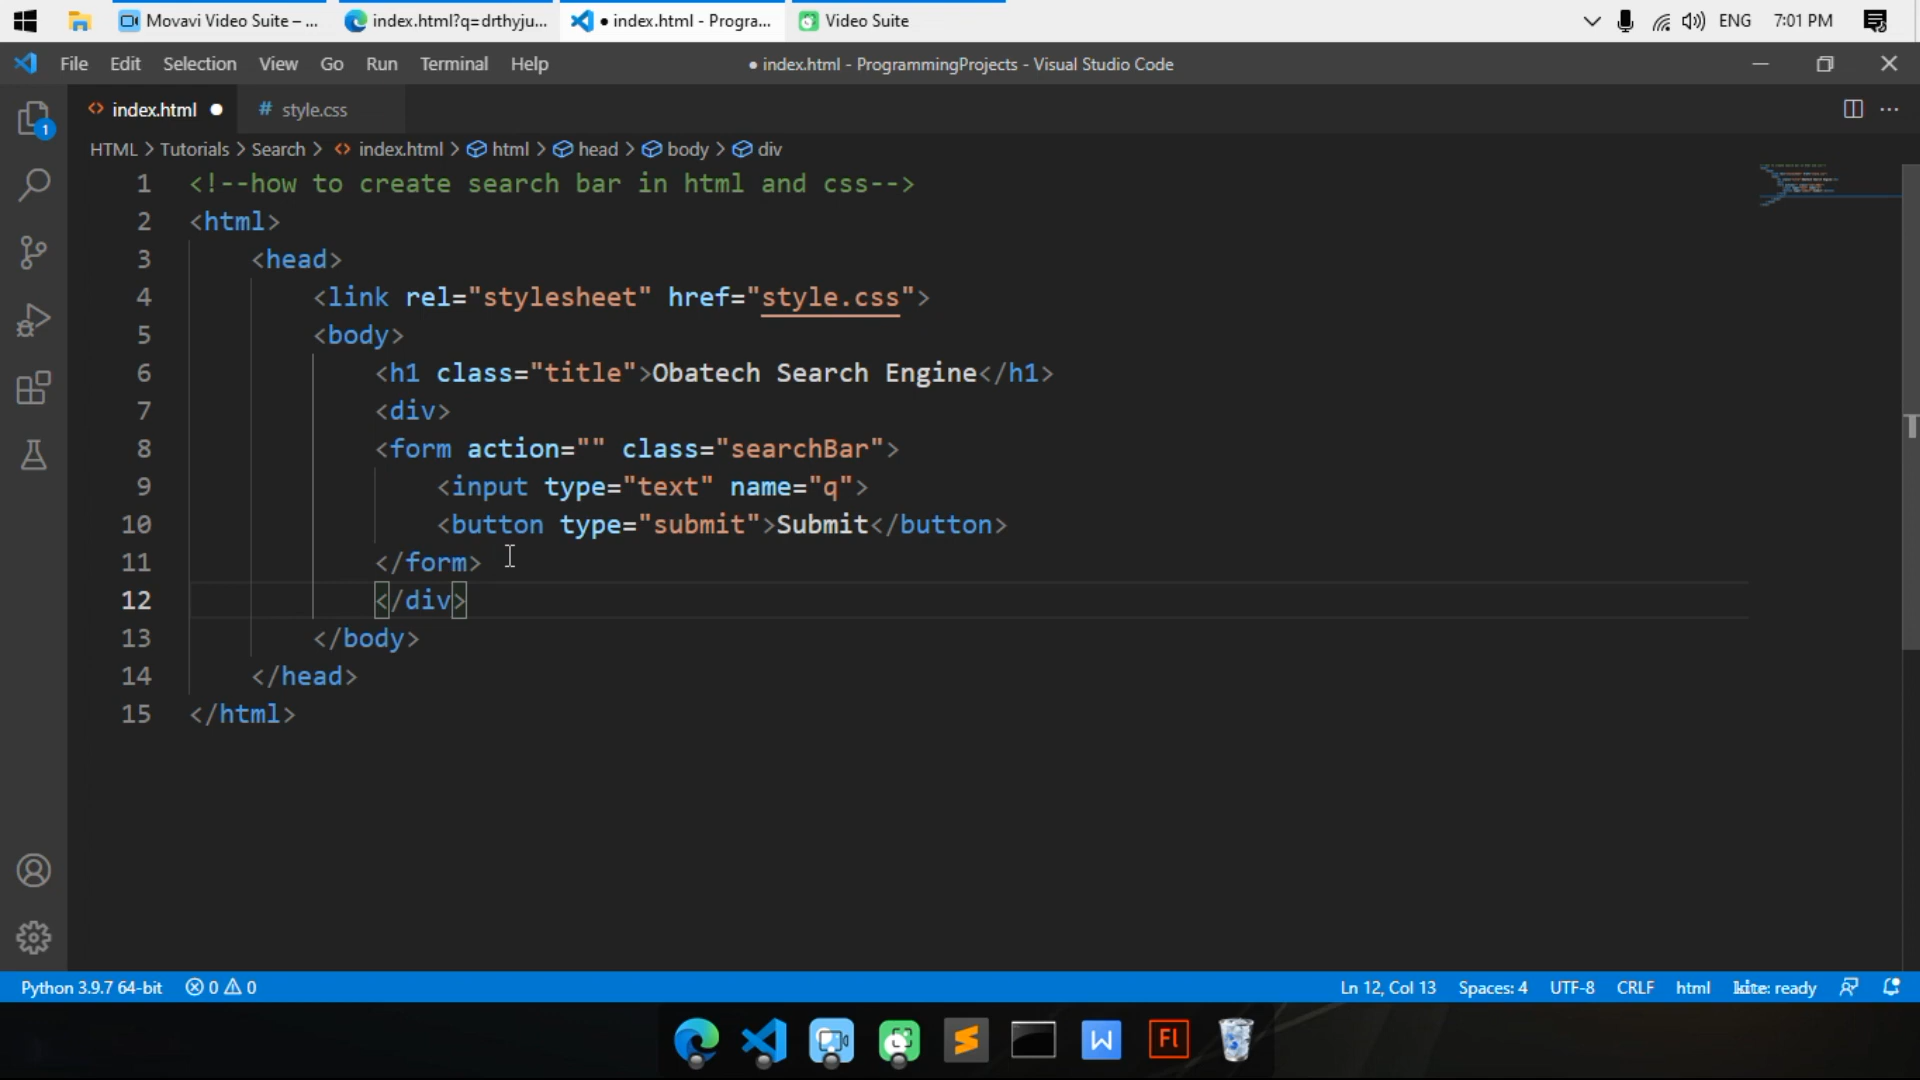 Movavi Video Suite – ...
index.html?q=drthyju...
● index.html - Progra...
Video Suite
ENG
7:01 PM
File Edit Selection View Go Run Terminal Help
● index.html - ProgrammingProjects - Visual Studio Code
1
<> index.html ●
# style.css
HTML > Tutorials > Search > <> index.html > html > head > body > div
1 <!--how to create search bar in html and css-->
2 <html>
3 <head>
4 <link rel="stylesheet" href="style.css">
5 <body>
6 <h1 class="title">Obatech Search Engine</h1>
7 <div>
8 <form action="" class="searchBar">
9 <input type="text" name="q">
10 <button type="submit">Submit</button>
11 </form>
12 </div>
13 </body>
14 </head>
15 </html>
Python 3.9.7 64-bit 0 0 Ln 12, Col 13 Spaces: 4 UTF-8 CRLF html kite: ready
W
Fl